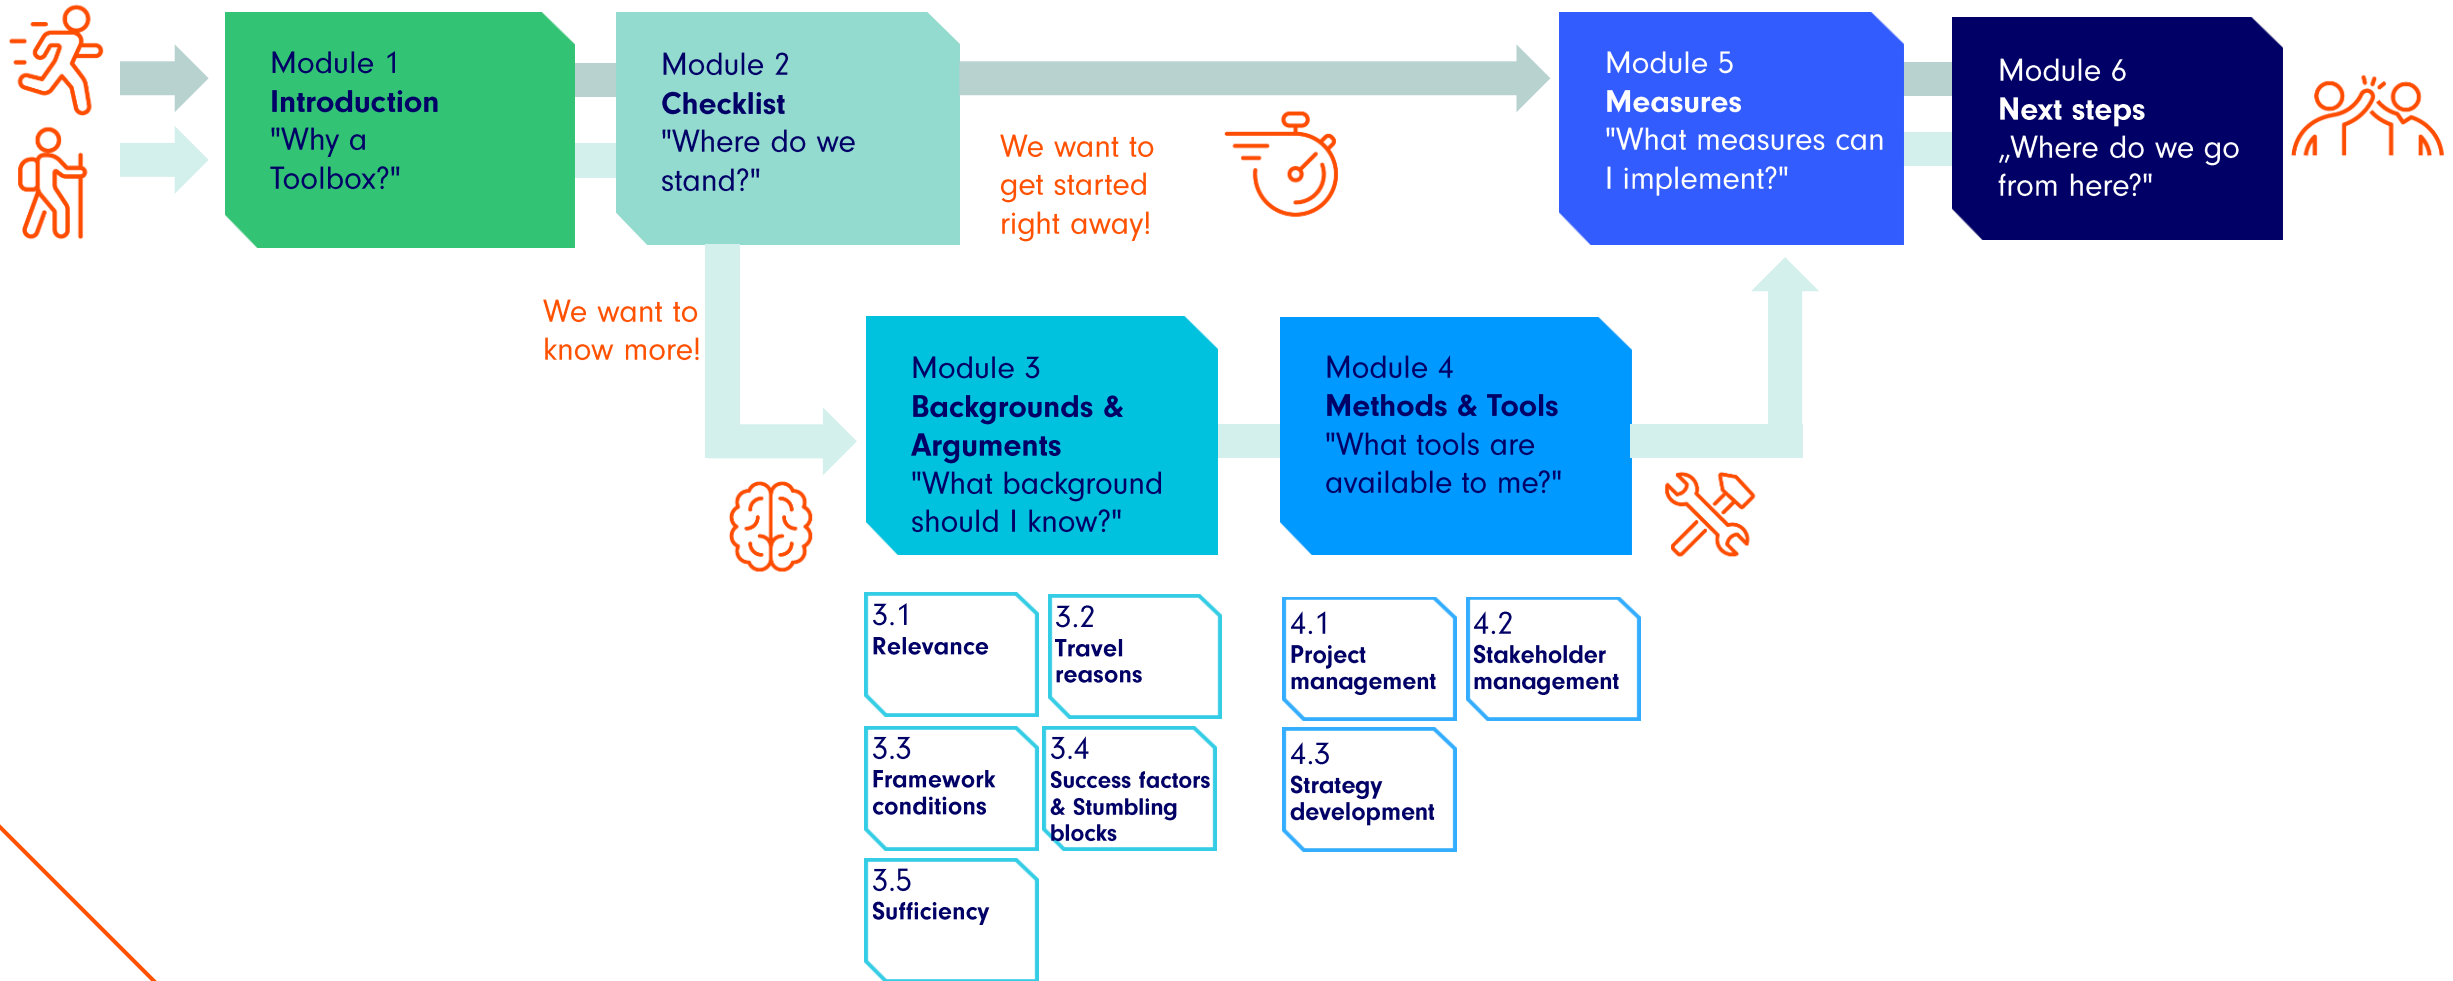 Module 1
Introduction
"Why a
Toolbox?"
Module 2
Checklist
"Where do we
stand?"
We want to
get started
right away!
Module 5
Measures
"What measures can
I implement?"
Module 6
Next steps
„Where do we go
from here?"
We want to
know more!
Module 3
Backgrounds &
Arguments
"What background
should I know?"
Module 4
Methods & Tools
"What tools are
available to me?"
3.1
Relevance
3.2
Travel
reasons
3.3
Framework
conditions
3.4
Success factors
& Stumbling
blocks
3.5
Sufficiency
4.1
Project
management
4.2
Stakeholder
management
4.3
Strategy
development